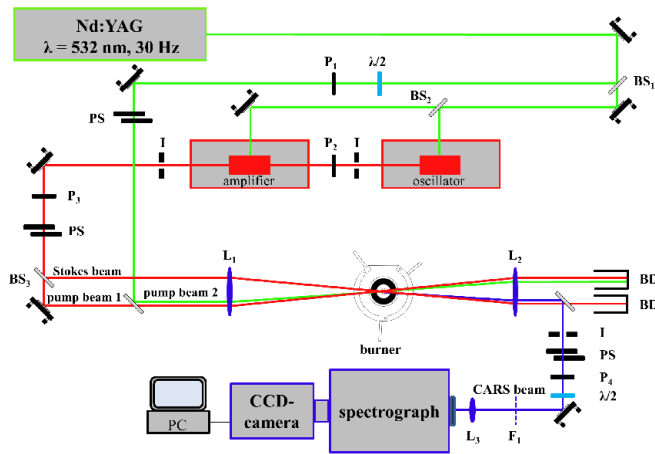 Nd:YAG
λ = 532 nm, 30 Hz
P1
λ/2
BS1
BS2
PS
I
P2
I
amplifier
oscillator
P3
PS
BS3
Stokes beam
L1
L2
pump beam 1
pump beam 2
BD
BD
burner
I
PS
P4
λ/2
CARS beam
CCD-
camera
spectrograph
PC
L3
F1